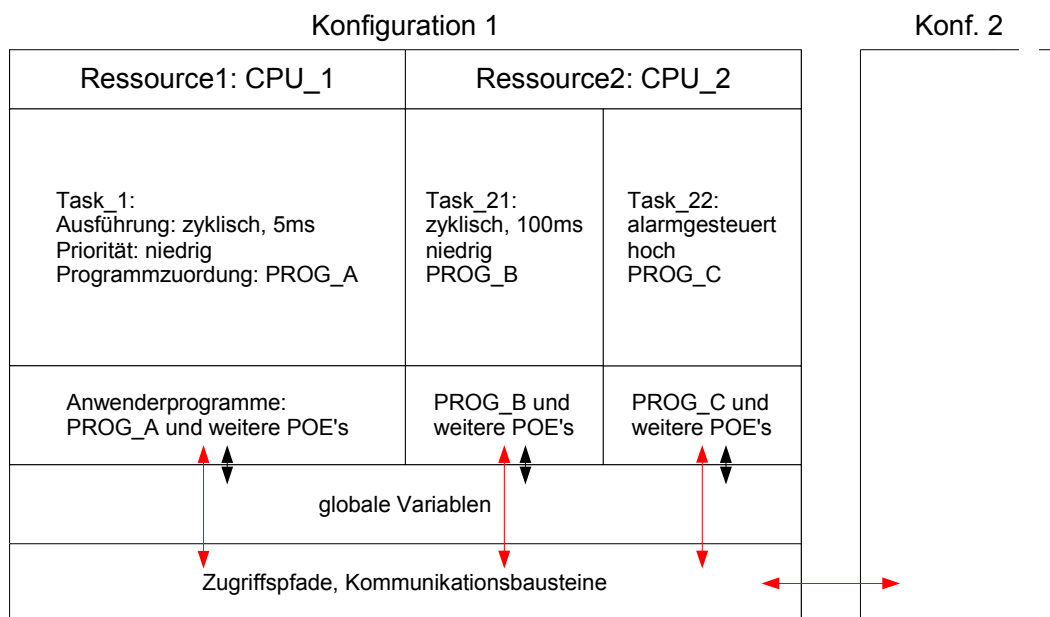 Konfiguration 1
Konf. 2
Ressource1: CPU_1
Ressource2: CPU_2
Task_1:
Ausführung: zyklisch, 5ms
Priorität: niedrig
Programmzuordung: PROG_A
Task_21:
zyklisch, 100ms
niedrig
PROG_B
Task_22:
alarmgesteuert
hoch
PROG_C
Anwenderprogramme:
PROG_A und weitere POE's
PROG_B und
weitere POE's
PROG_C und
weitere POE's
globale Variablen
Zugriffspfade, Kommunikationsbausteine